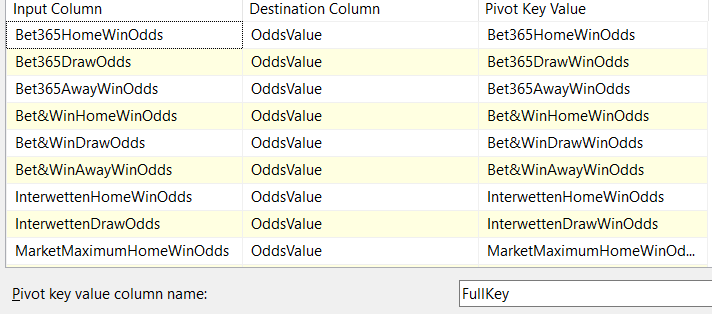 Input Column Destination Column Pivot Key Value
Bet365HomeWinOdds OddsValue Bet365HomeWinOdds
Bet365DrawOdds OddsValue Bet365DrawWinOdds
Bet365AwayWinOdds OddsValue Bet365AwayWinOdds
Bet&WinHomeWinOdds OddsValue Bet&WinHomeWinOdds
Bet&WinDrawOdds OddsValue Bet&WinDrawWinOdds
Bet&WinAwayWinOdds OddsValue Bet&WinAwayWinOdds
InterwettenHomeWinOdds OddsValue InterwettenHomeWinOdds
InterwettenDrawOdds OddsValue InterwettenDrawWinOdds
MarketMaximumHomeWinOdds OddsValue MarketMaximumHomeWinOd...
Pivot key value column name: FullKey